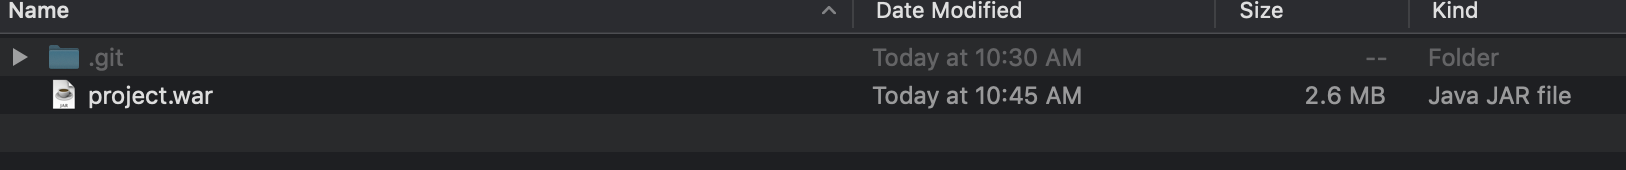 Name Date Modified Size Kind
.git Today at 10:30 AM -- Folder
project.war Today at 10:45 AM 2.6 MB Java JAR file